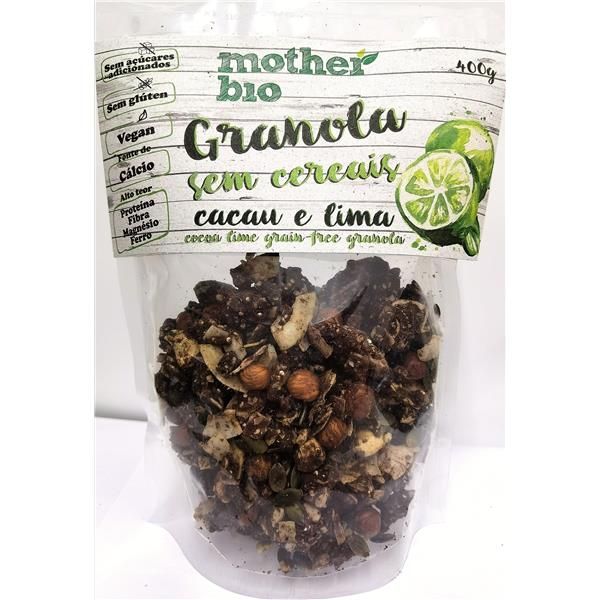 Sem açúcares
adicionados
Sem glúten
Vegan
Fonte de
Cálcio
Alto teor
Proteína
Fibra
Magnésio
Ferro
mother
bio
400g
Granola
sem cereais
cacau e lima
cocoa lime grain-free granola